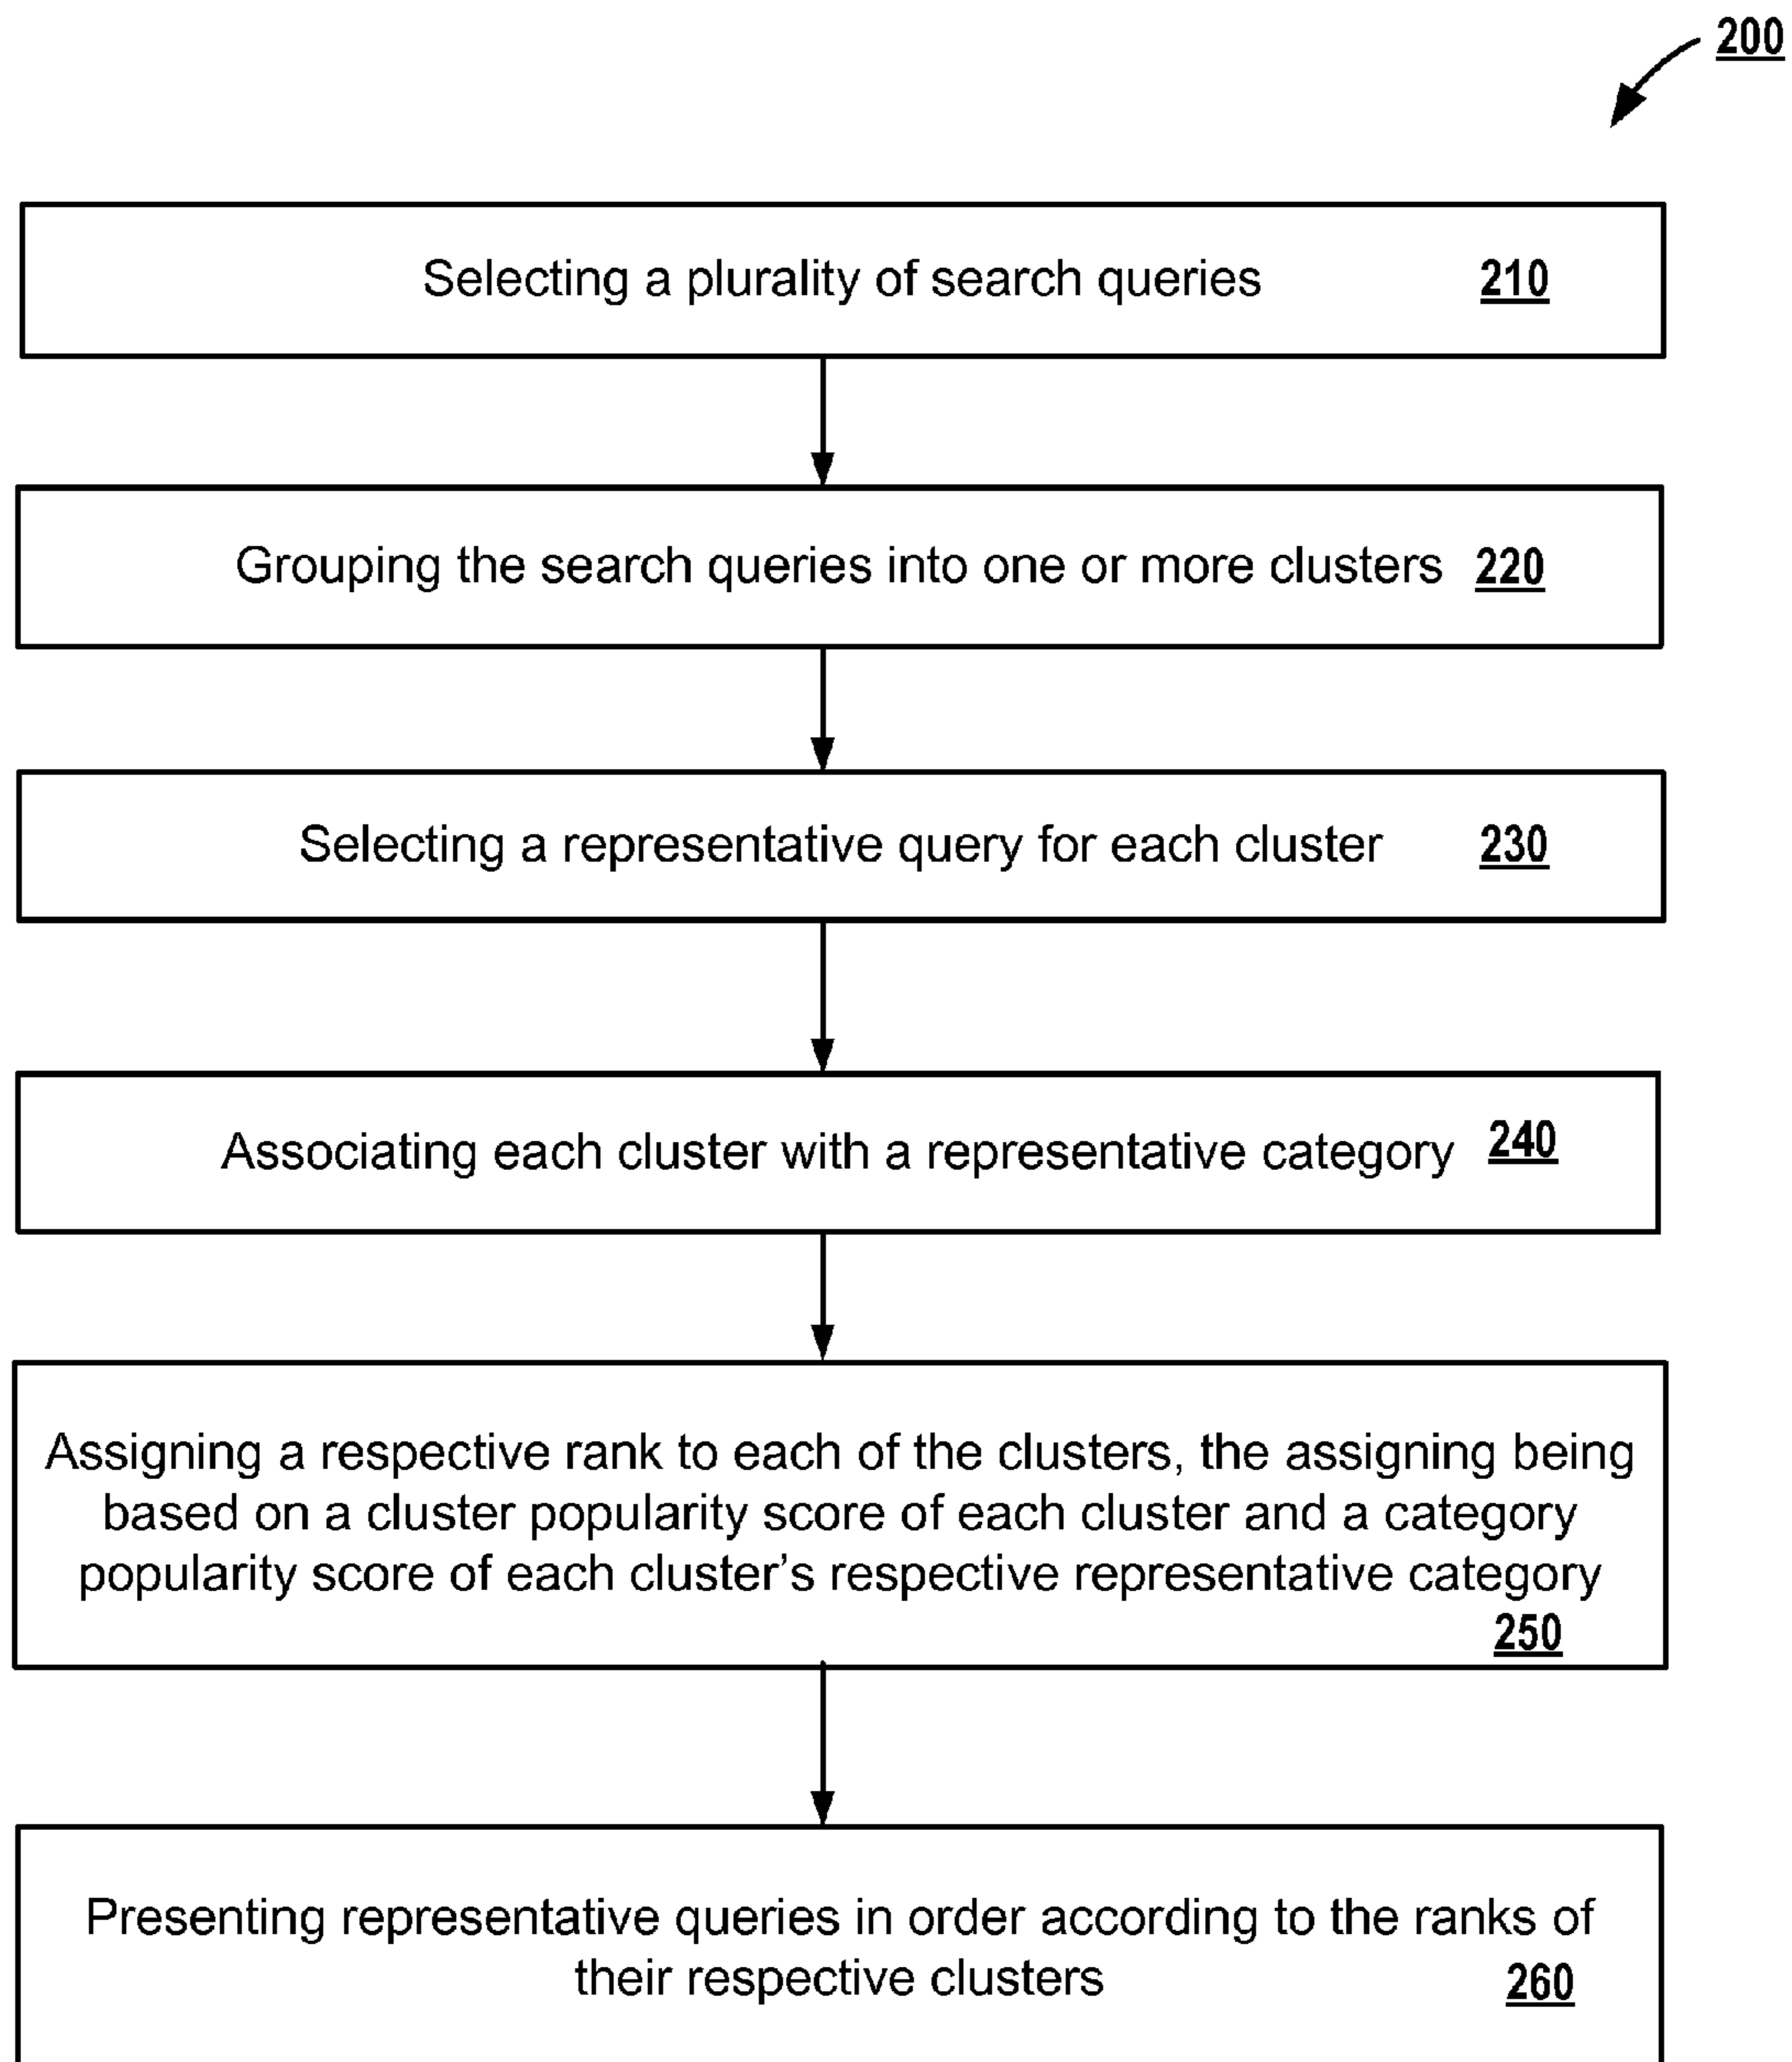 200
Selecting a plurality of search queries 210
Grouping the search queries into one or more clusters 220
Selecting a representative query for each cluster 230
Associating each cluster with a representative category 240
Assigning a respective rank to each of the clusters, the assigning being
based on a cluster popularity score of each cluster and a category
popularity score of each cluster's respective representative category
250
Presenting representative queries in order according to the ranks of
their respective clusters 260